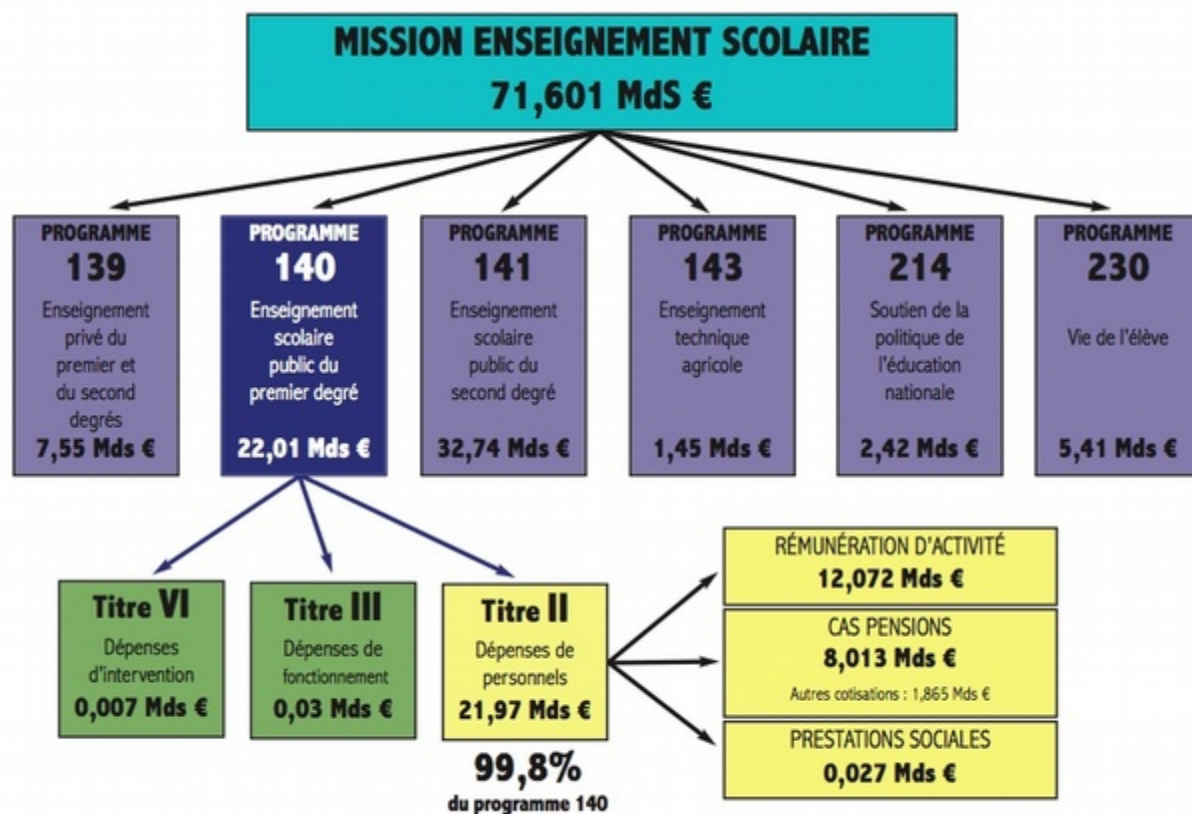 MISSION ENSEIGNEMENT SCOLAIRE
71,601 MdS €
PROGRAMME
139
Enseignement
privé du
premier et
du second
degrés
7,55 Mds €
PROGRAMME
140
Enseignement
scolaire
public du
premier degré
22,01 Mds €
PROGRAMME
141
Enseignement
scolaire
public du
second degré
32,74 Mds €
PROGRAMME
143
Enseignement
technique
agricole
1,45 Mds €
PROGRAMME
214
Soutien de la
politique de
l'éducation
nationale
2,42 Mds €
PROGRAMME
230
Vie de l'élève
5,41 Mds €
Titre VI
Dépenses
d'intervention
0,007 Mds €
Titre III
Dépenses de
fonctionnement
0,03 Mds €
Titre II
Dépenses de
personnels
21,97 Mds €
99,8%
du programme 140
RÉMUNÉRATION D'ACTIVITÉ
12,072 Mds €
CAS PENSIONS
8,013 Mds €
Autres cotisations : 1,865 Mds €
PRESTATIONS SOCIALES
0,027 Mds €